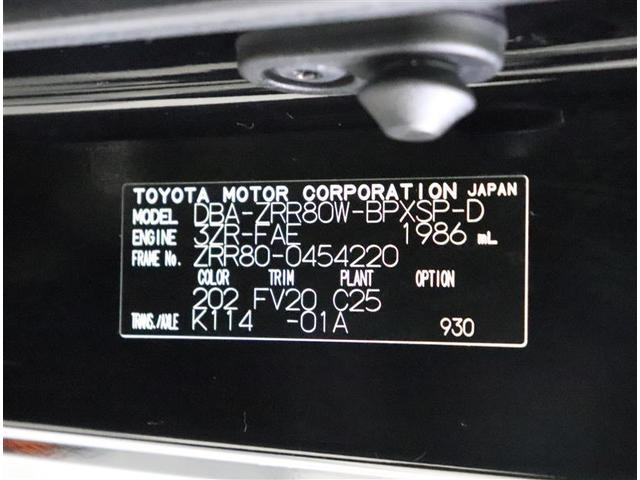 TOYOTA MOTOR CORPORATION JAPAN
MODEL DBA-ZRR80W-BPXSP-D
ENGINE 3ZR-FAE 1986 mL
FRAME No. ZRR80-0454220
COLOR TRIM PLANT OPTION
202 FV20 C25
TRANS./AXLE K114 -01A 930